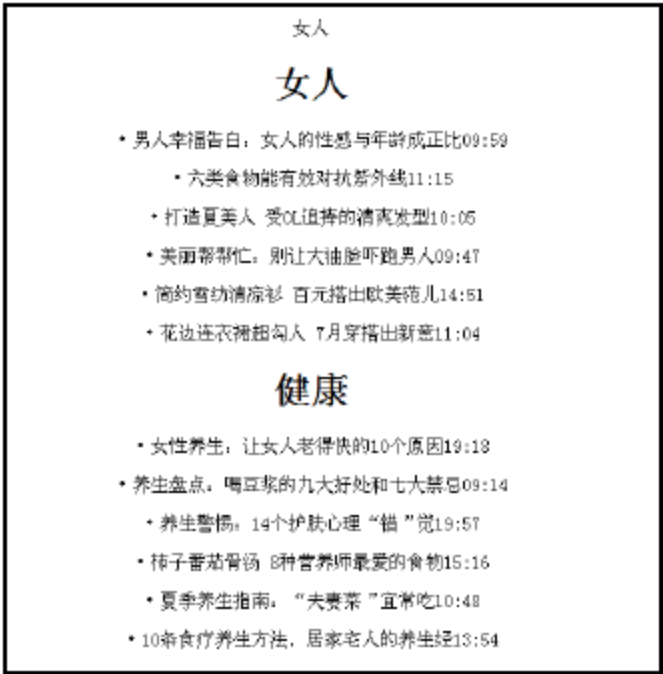 女人
女人
• 男人幸福告白：女人的性感与年龄成正比09:59
• 六类食物能有效对抗紫外线11:15
• 打造夏美人 受OL追捧的清爽发型10:05
• 美丽帮帮忙：别让大油脸吓跑男人09:47
• 简约雪纺清凉衫 百元搭出欧美范儿14:51
• 花边连衣裙超勾人 7月穿搭出新意11:04
健康
• 女性养生：让女人老得快的10个原因19:18
• 养生盘点：喝豆浆的九大好处和七大禁忌09:14
• 养生警惕：14个护肤心理“错”觉19:57
• 柿子番茄骨汤 8种营养师最爱的食物15:16
• 夏季养生指南：“夫妻菜”宜常吃10:48
• 10条食疗养生方法，居家宅人的养生经13:54